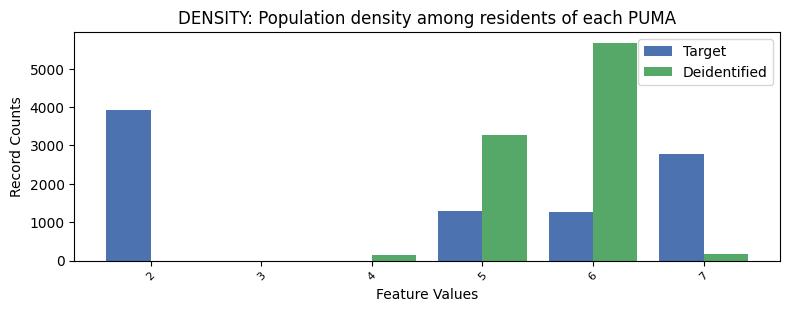 DENSITY: Population density among residents of each PUMA
Target
Deidentified
Record Counts
5000
4000
3000
2000
1000
0
2 3 4 5 6 7
Feature Values